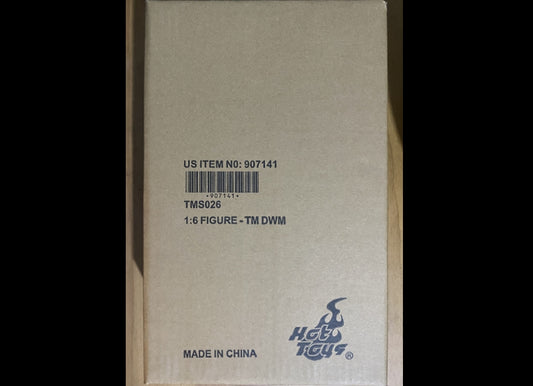 US ITEM N0: 907141
*907141*
TMS026
1:6 FIGURE - TM DWM
Hot
Toys®
MADE IN CHINA